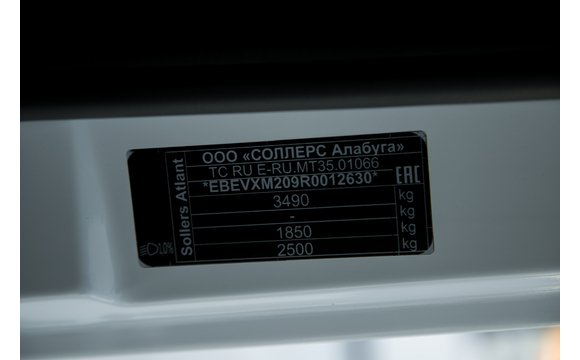 Sollers Atlant
ООО «СОЛЛЕРС Алабуга»
TC RU E-RU.MT35.01066
*EBEVXM209R0012630*
EAC
3490 kg
- kg
1850 kg
2500 kg
1.0%